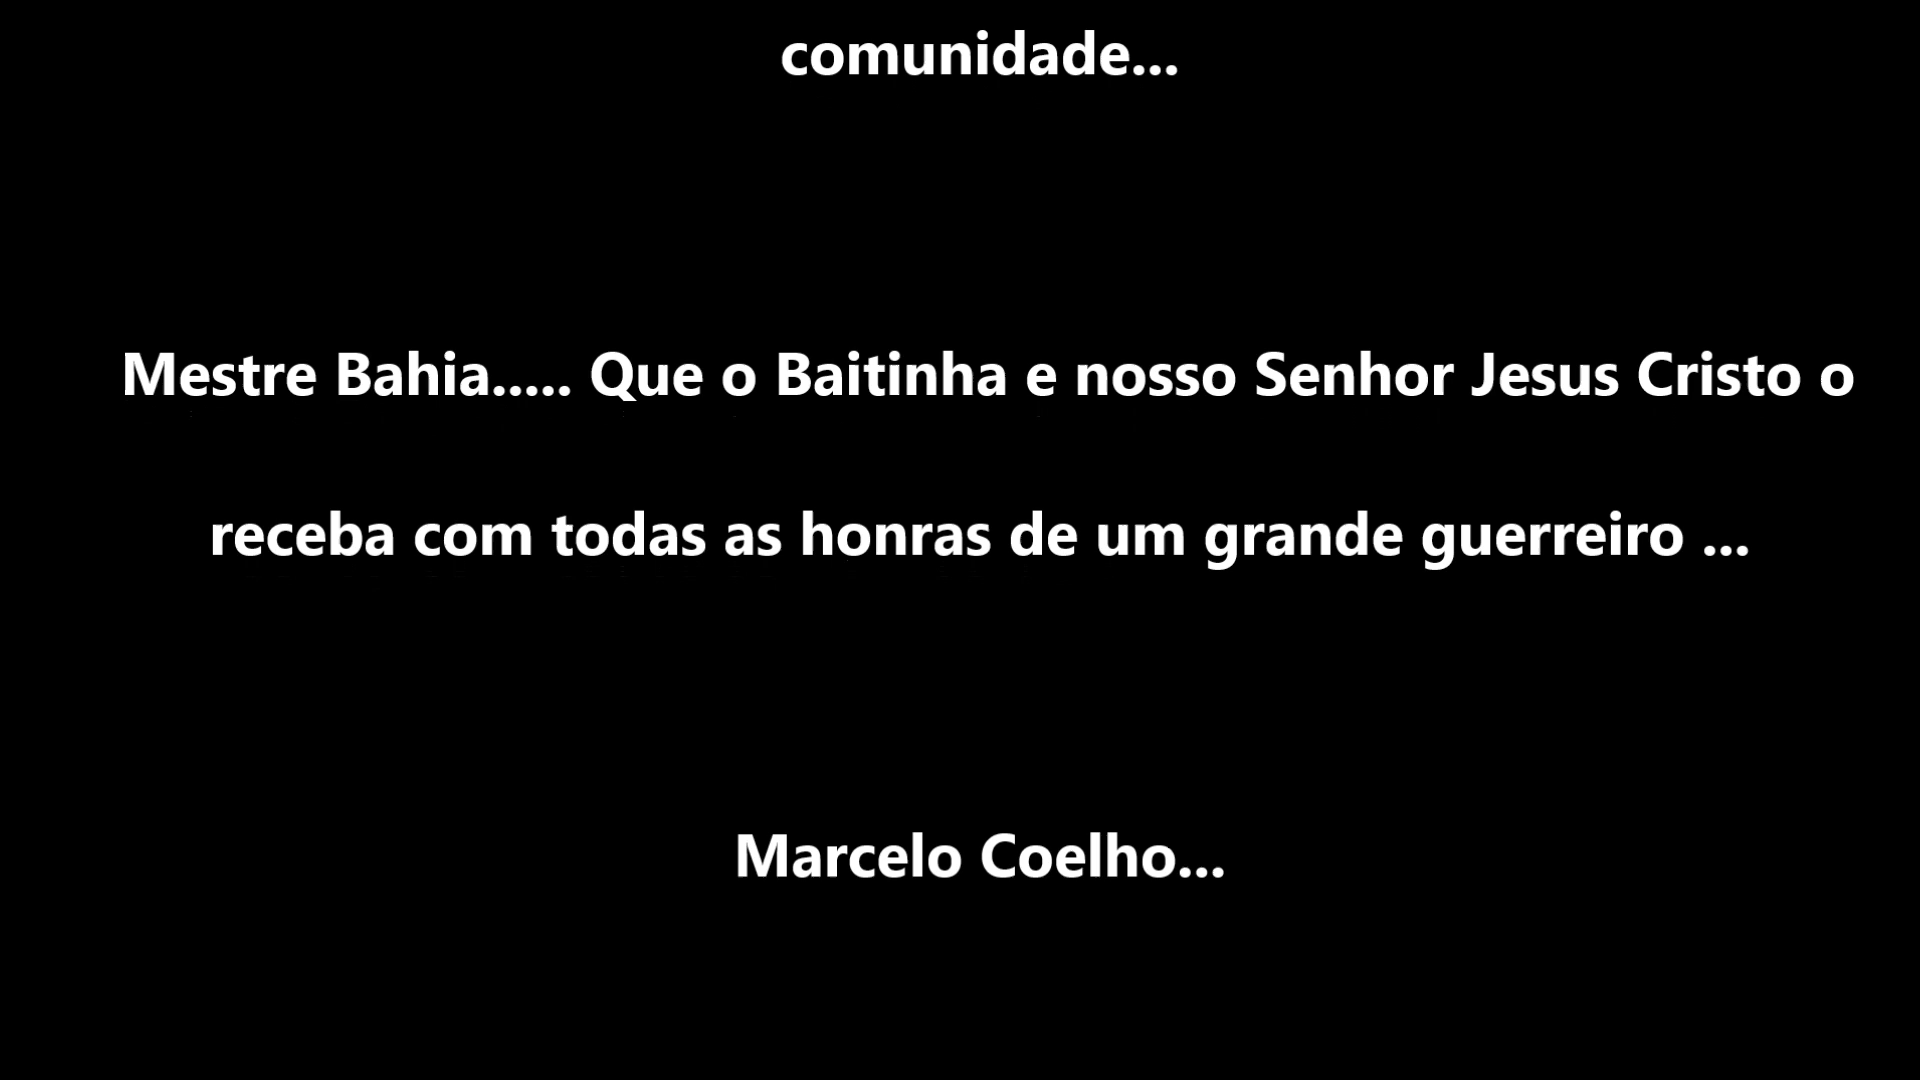 comunidade...
Mestre Bahia..... Que o Baitinha e nosso Senhor Jesus Cristo o
receba com todas as honras de um grande guerreiro ...
Marcelo Coelho...